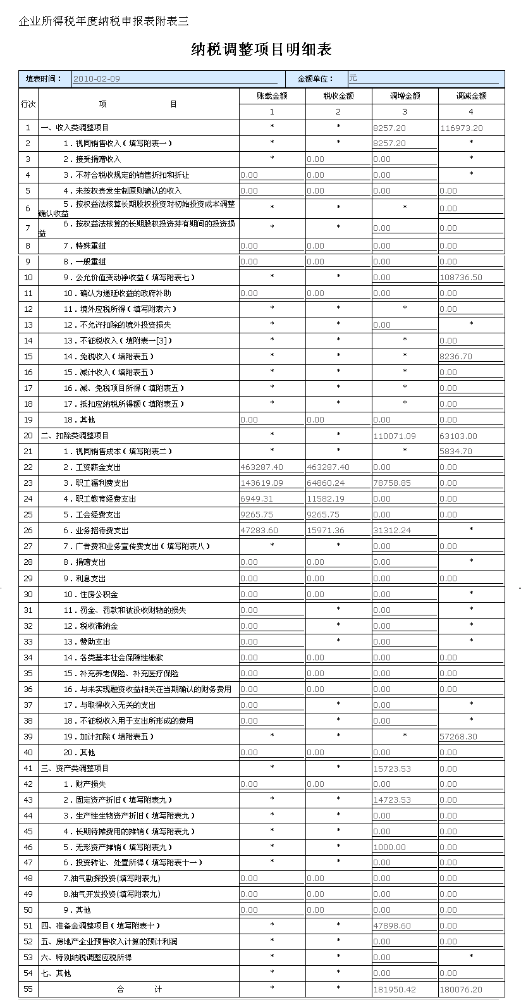 企业所得税年度纳税申报表附表三
纳税调整项目明细表
填表时间： 2010-02-09 金额单位： 元
行次 项 目 账载金额 税收金额 调增金额 调减金额
1 2 3 4
1 一、收入类调整项目 * * 8257.20 116973.20
2 1．视同销售收入（填写附表一） * * 8257.20 *
3 2．接受捐赠收入 * 0.00 0.00 *
4 3．不符合税收规定的销售折扣和折让 0.00 0.00 0.00 *
5 4．未按权责发生制原则确认的收入 0.00 0.00 0.00 0.00
6 5．按权益法核算长期股权投资对初始投资成本调整
确认收益 * * * 0.00
7 6．按权益法核算的长期股权投资持有期间的投资损
益 * * 0.00 0.00
8 7．特殊重组 0.00 0.00 0.00 0.00
9 8．一般重组 0.00 0.00 0.00 0.00
10 9．公允价值变动净收益（填写附表七） * * 0.00 108736.50
11 10．确认为递延收益的政府补助 0.00 0.00 0.00 0.00
12 11．境外应税所得（填写附表六） * * * 0.00
13 12．不允许扣除的境外投资损失 * * 0.00 *
14 13．不征税收入（填附表一[3]） * * * 0.00
15 14．免税收入（填附表五） * * * 8236.70
16 15．减计收入（填附表五） * * * 0.00
17 16．减、免税项目所得（填附表五） * * * 0.00
18 17．抵扣应纳税所得额（填附表五） * * * 0.00
19 18．其他 0.00 0.00 0.00 0.00
20 二、扣除类调整项目 * * 110071.09 63103.00
21 1．视同销售成本（填写附表二） * * * 5834.70
22 2．工资薪金支出 463287.40 463287.40 0.00 0.00
23 3．职工福利费支出 143619.09 64860.24 78758.85 0.00
24 4．职工教育经费支出 6949.31 11582.19 0.00 0.00
25 5．工会经费支出 9265.75 9265.75 0.00 0.00
26 6．业务招待费支出 47283.60 15971.36 31312.24 *
27 7．广告费和业务宣传费支出（填写附表八） * * 0.00 0.00
28 8．捐赠支出 0.00 0.00 0.00 *
29 9．利息支出 0.00 0.00 0.00 0.00
30 10．住房公积金 0.00 0.00 0.00 *
31 11．罚金、罚款和被没收财物的损失 0.00 * 0.00 *
32 12．税收滞纳金 0.00 * 0.00 *
33 13．赞助支出 0.00 * 0.00 *
34 14．各类基本社会保障性缴款 0.00 0.00 0.00 0.00
35 15．补充养老保险、补充医疗保险 0.00 0.00 0.00 0.00
36 16．与未实现融资收益相关在当期确认的财务费用 0.00 0.00 0.00 0.00
37 17．与取得收入无关的支出 0.00 * 0.00 *
38 18．不征税收入用于支出所形成的费用 0.00 * 0.00 *
39 19．加计扣除（填附表五） * * * 57268.30
40 20．其他 0.00 0.00 0.00 0.00
41 三、资产类调整项目 * * 15723.53 0.00
42 1．财产损失 0.00 0.00 0.00 0.00
43 2．固定资产折旧（填写附表九） * * 14723.53 0.00
44 3．生产性生物资产折旧（填写附表九） * * 0.00 0.00
45 4．长期待摊费用的摊销（填写附表九） * * 0.00 0.00
46 5．无形资产摊销（填写附表九） * * 1000.00 0.00
47 6．投资转让、处置所得（填写附表十一） * * 0.00 0.00
48 7.油气勘探投资(填写附表九) 0.00 0.00 0.00 0.00
49 8.油气开发投资(填写附表九) 0.00 0.00 0.00 0.00
50 9．其他 0.00 0.00 0.00 0.00
51 四、准备金调整项目（填写附表十） * * 47898.60 0.00
52 五、房地产企业预售收入计算的预计利润 * * 0.00 0.00
53 六、特别纳税调整应税所得 * * 0.00 *
54 七、其他 * * 0.00 0.00
55 合 计 * * 181950.42 180076.20